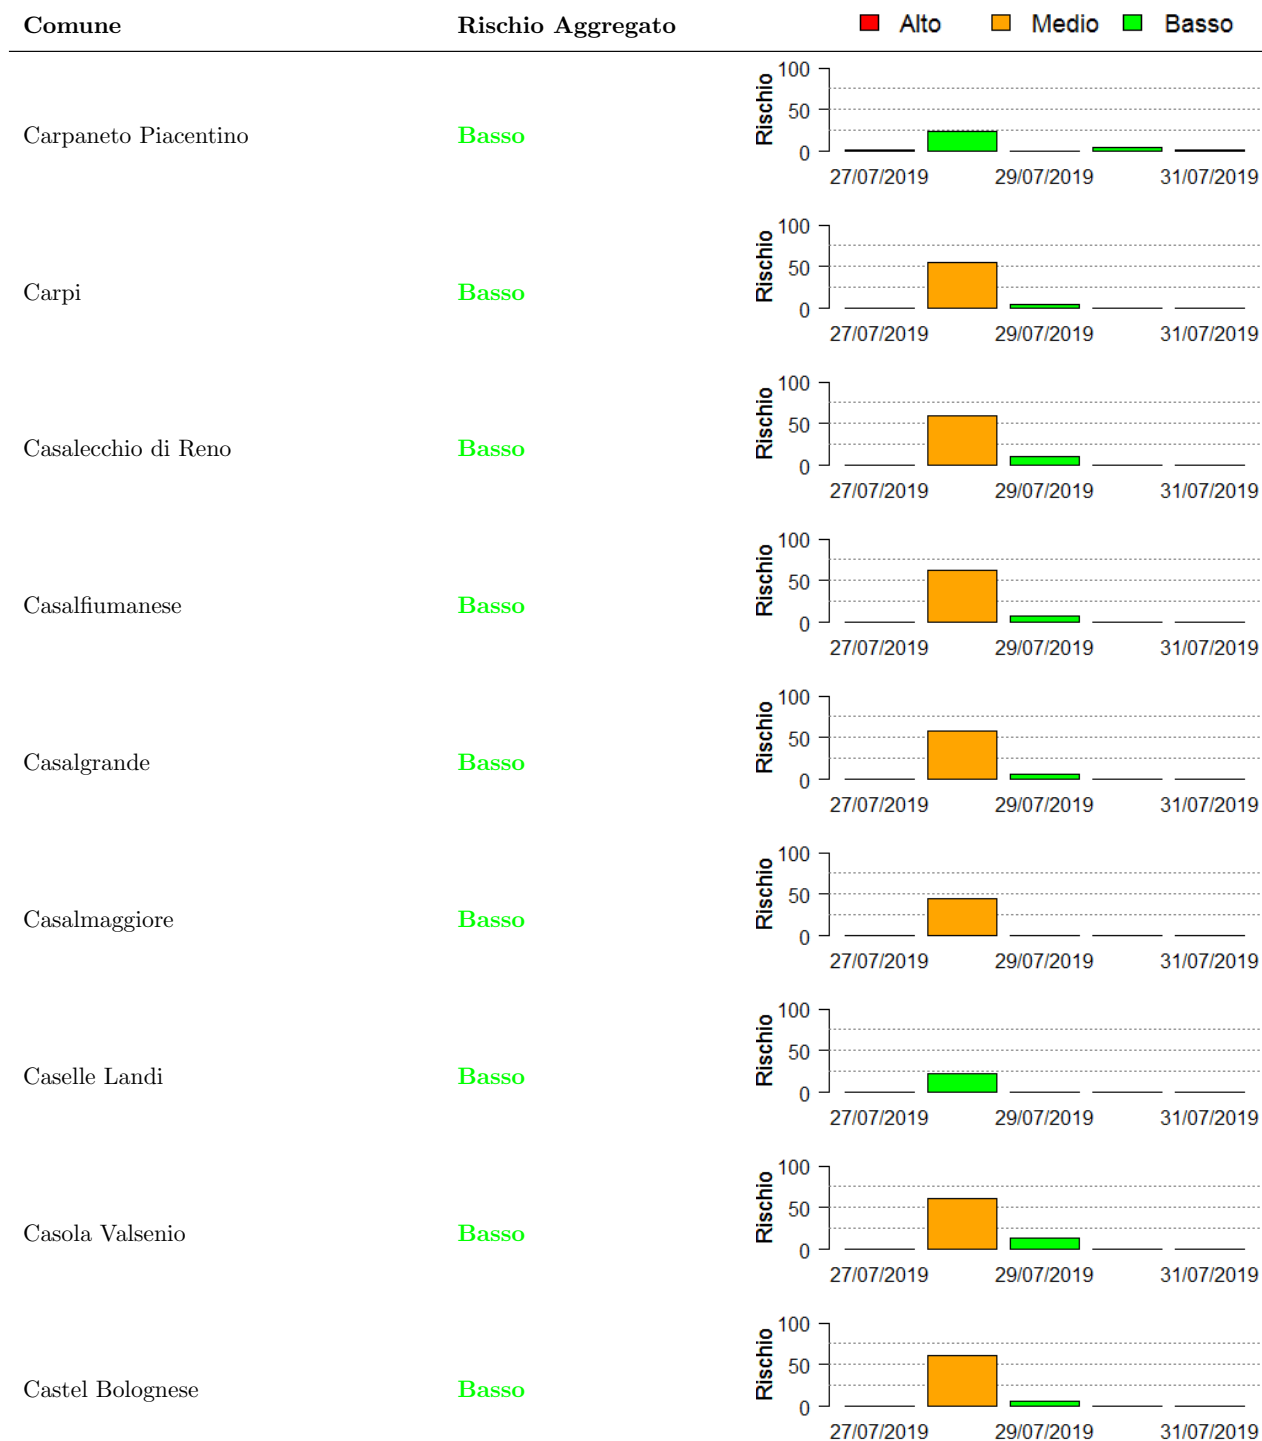 Comune Rischio Aggregato Alto Medio Basso
Carpaneto Piacentino Basso
Rischio
100
50
0
27/07/2019 29/07/2019 31/07/2019
Carpi Basso
Rischio
100
50
0
27/07/2019 29/07/2019 31/07/2019
Casalecchio di Reno Basso
Rischio
100
50
0
27/07/2019 29/07/2019 31/07/2019
Casalfiumanese Basso
Rischio
100
50
0
27/07/2019 29/07/2019 31/07/2019
Casalgrande Basso
Rischio
100
50
0
27/07/2019 29/07/2019 31/07/2019
Casalmaggiore Basso
Rischio
100
50
0
27/07/2019 29/07/2019 31/07/2019
Caselle Landi Basso
Rischio
100
50
0
27/07/2019 29/07/2019 31/07/2019
Casola Valsenio Basso
Rischio
100
50
0
27/07/2019 29/07/2019 31/07/2019
Castel Bolognese Basso
Rischio
100
50
0
27/07/2019 29/07/2019 31/07/2019